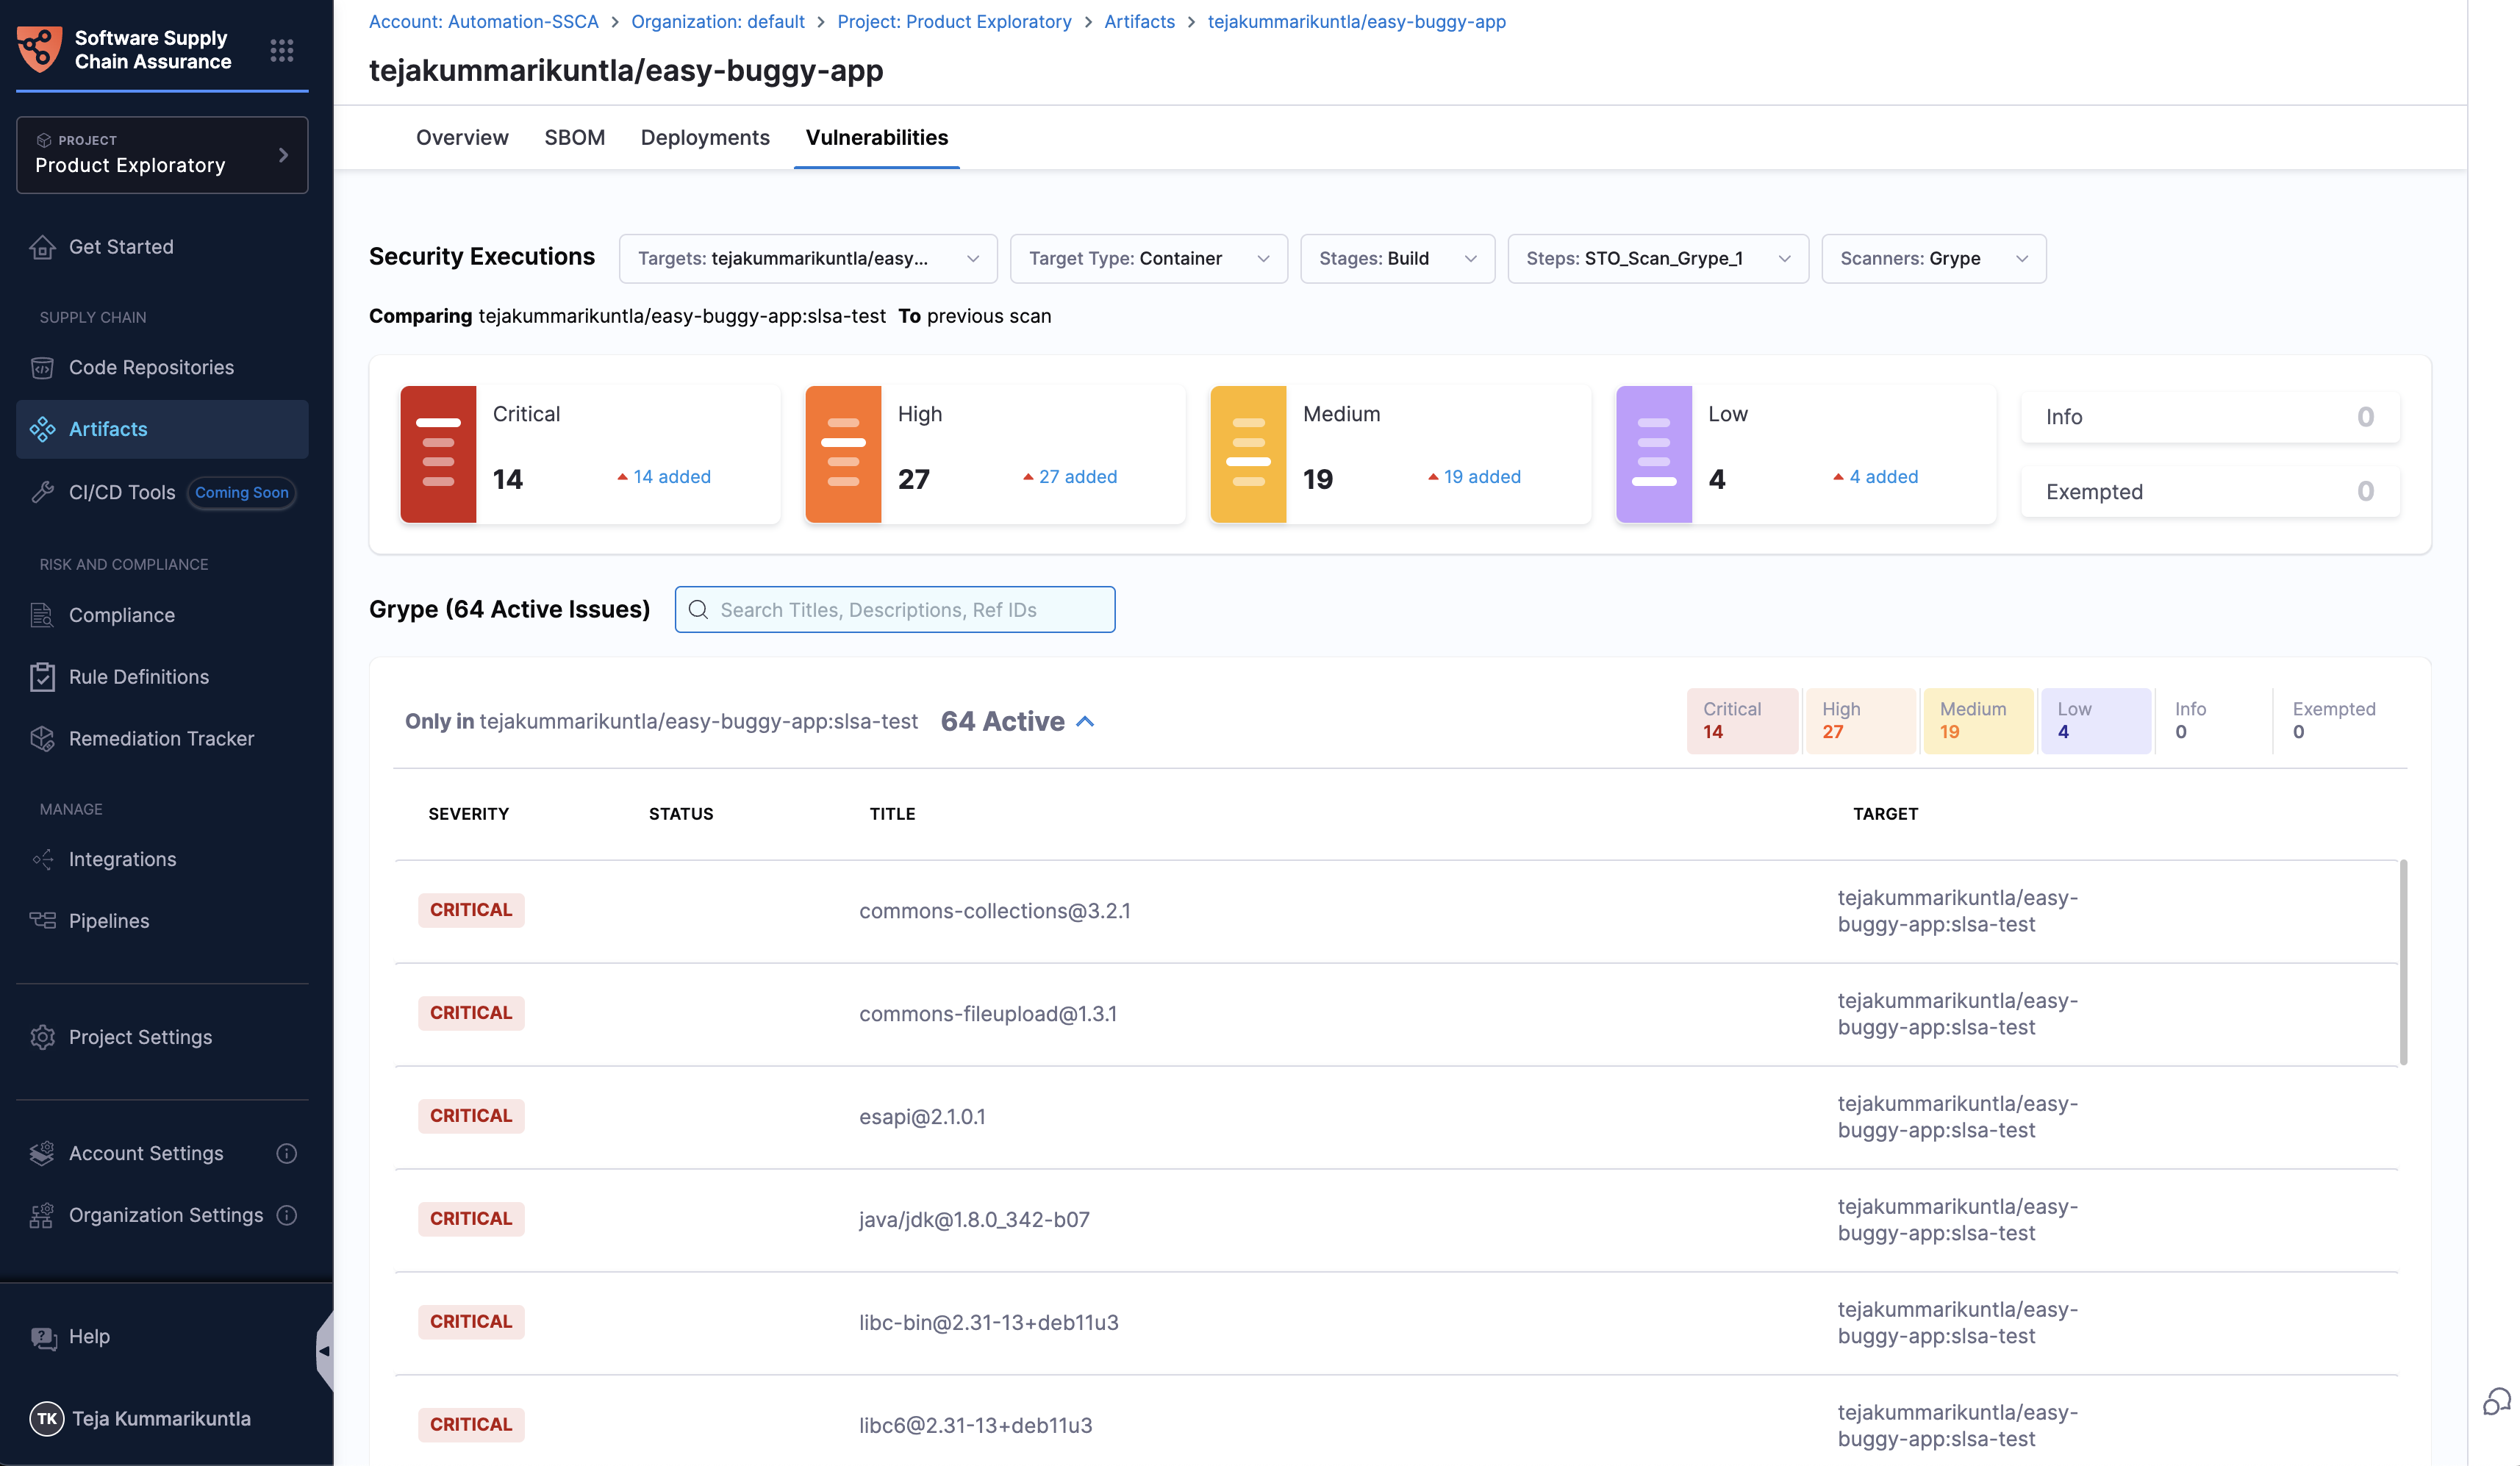 Software Supply
Chain Assurance
PROJECT
Product Exploratory
Get Started
SUPPLY CHAIN
Code Repositories
Artifacts
CI/CD Tools Coming Soon
RISK AND COMPLIANCE
Compliance
Rule Definitions
Remediation Tracker
MANAGE
Integrations
Pipelines
Project Settings
Account Settings
Organization Settings
Help
TK Teja Kummarikuntla
Account: Automation-SSCA > Organization: default > Project: Product Exploratory > Artifacts > tejakummarikuntla/easy-buggy-app
tejakummarikuntla/easy-buggy-app
Overview SBOM Deployments Vulnerabilities
Security Executions Targets: tejakummarikuntla/easy... Target Type: Container Stages: Build Steps: STO_Scan_Grype_1 Scanners: Grype
Comparing tejakummarikuntla/easy-buggy-app:slsa-test To previous scan
Critical
14 14 added
High
27 27 added
Medium
19 19 added
Low
4 4 added
Info 0
Exempted 0
Grype (64 Active Issues) Search Titles, Descriptions, Ref IDs
Only in tejakummarikuntla/easy-buggy-app:slsa-test 64 Active
Critical
14
High
27
Medium
19
Low
4
Info
0
Exempted
0
SEVERITY STATUS TITLE TARGET
CRITICAL commons-collections@3.2.1 tejakummarikuntla/easy-
buggy-app:slsa-test
CRITICAL commons-fileupload@1.3.1 tejakummarikuntla/easy-
buggy-app:slsa-test
CRITICAL esapi@2.1.0.1 tejakummarikuntla/easy-
buggy-app:slsa-test
CRITICAL java/jdk@1.8.0_342-b07 tejakummarikuntla/easy-
buggy-app:slsa-test
CRITICAL libc-bin@2.31-13+deb11u3 tejakummarikuntla/easy-
buggy-app:slsa-test
CRITICAL libc6@2.31-13+deb11u3 tejakummarikuntla/easy-
buggy-app:slsa-test